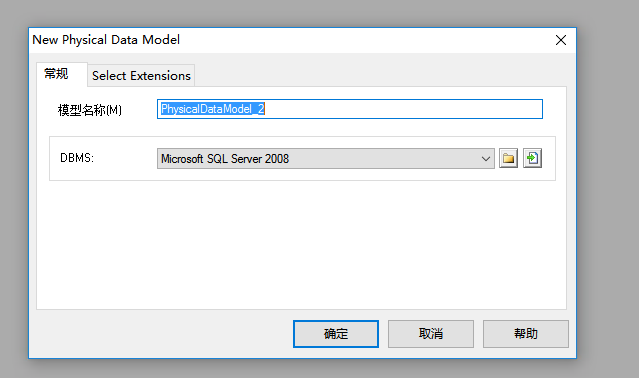 New Physical Data Model
常规
Select Extensions
模型名称(M)
PhysicalDataModel_2
DBMS:
Microsoft SQL Server 2008
确定
取消
帮助